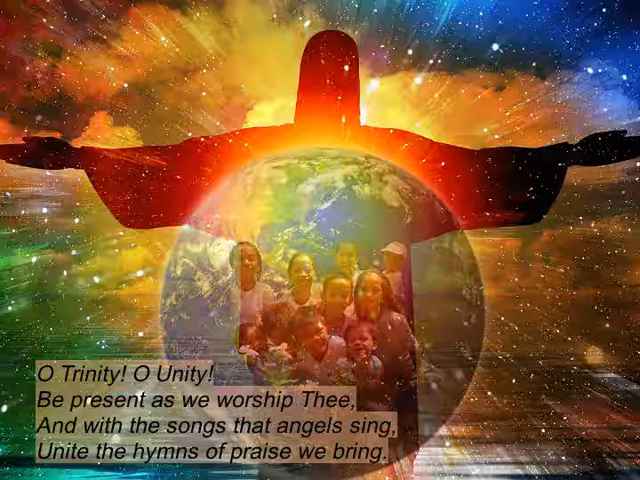 O Trinity! O Unity!
Be present as we worship Thee,
And with the songs that angels sing,
Unite the hymns of praise we bring.